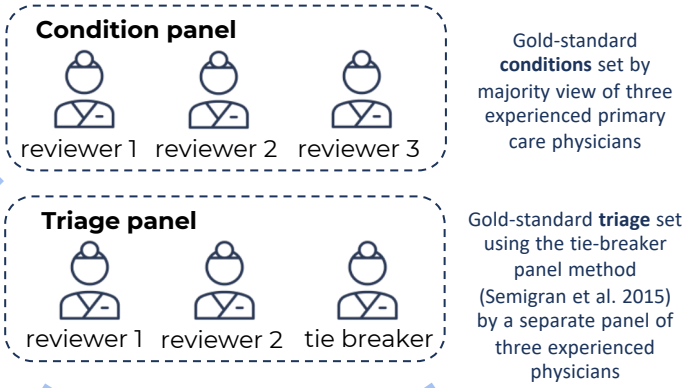 Condition panel
reviewer 1 reviewer 2 reviewer 3
Gold-standard
conditions set by
majority view of three
experienced primary
care physicians
Triage panel
reviewer 1 reviewer 2 tie breaker
Gold-standard triage set
using the tie-breaker
panel method
(Semigran et al. 2015)
by a separate panel of
three experienced
physicians